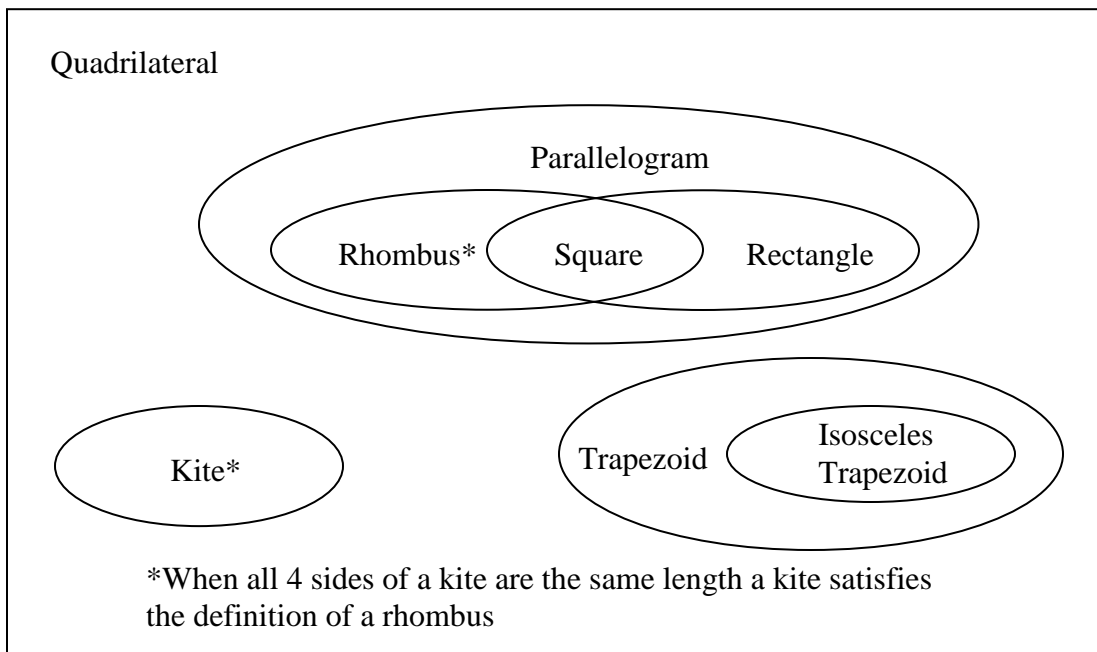 Quadrilateral
Parallelogram
Rhombus*
Square
Rectangle
Kite*
Trapezoid
Isosceles
Trapezoid
*When all 4 sides of a kite are the same length a kite satisfies
the definition of a rhombus